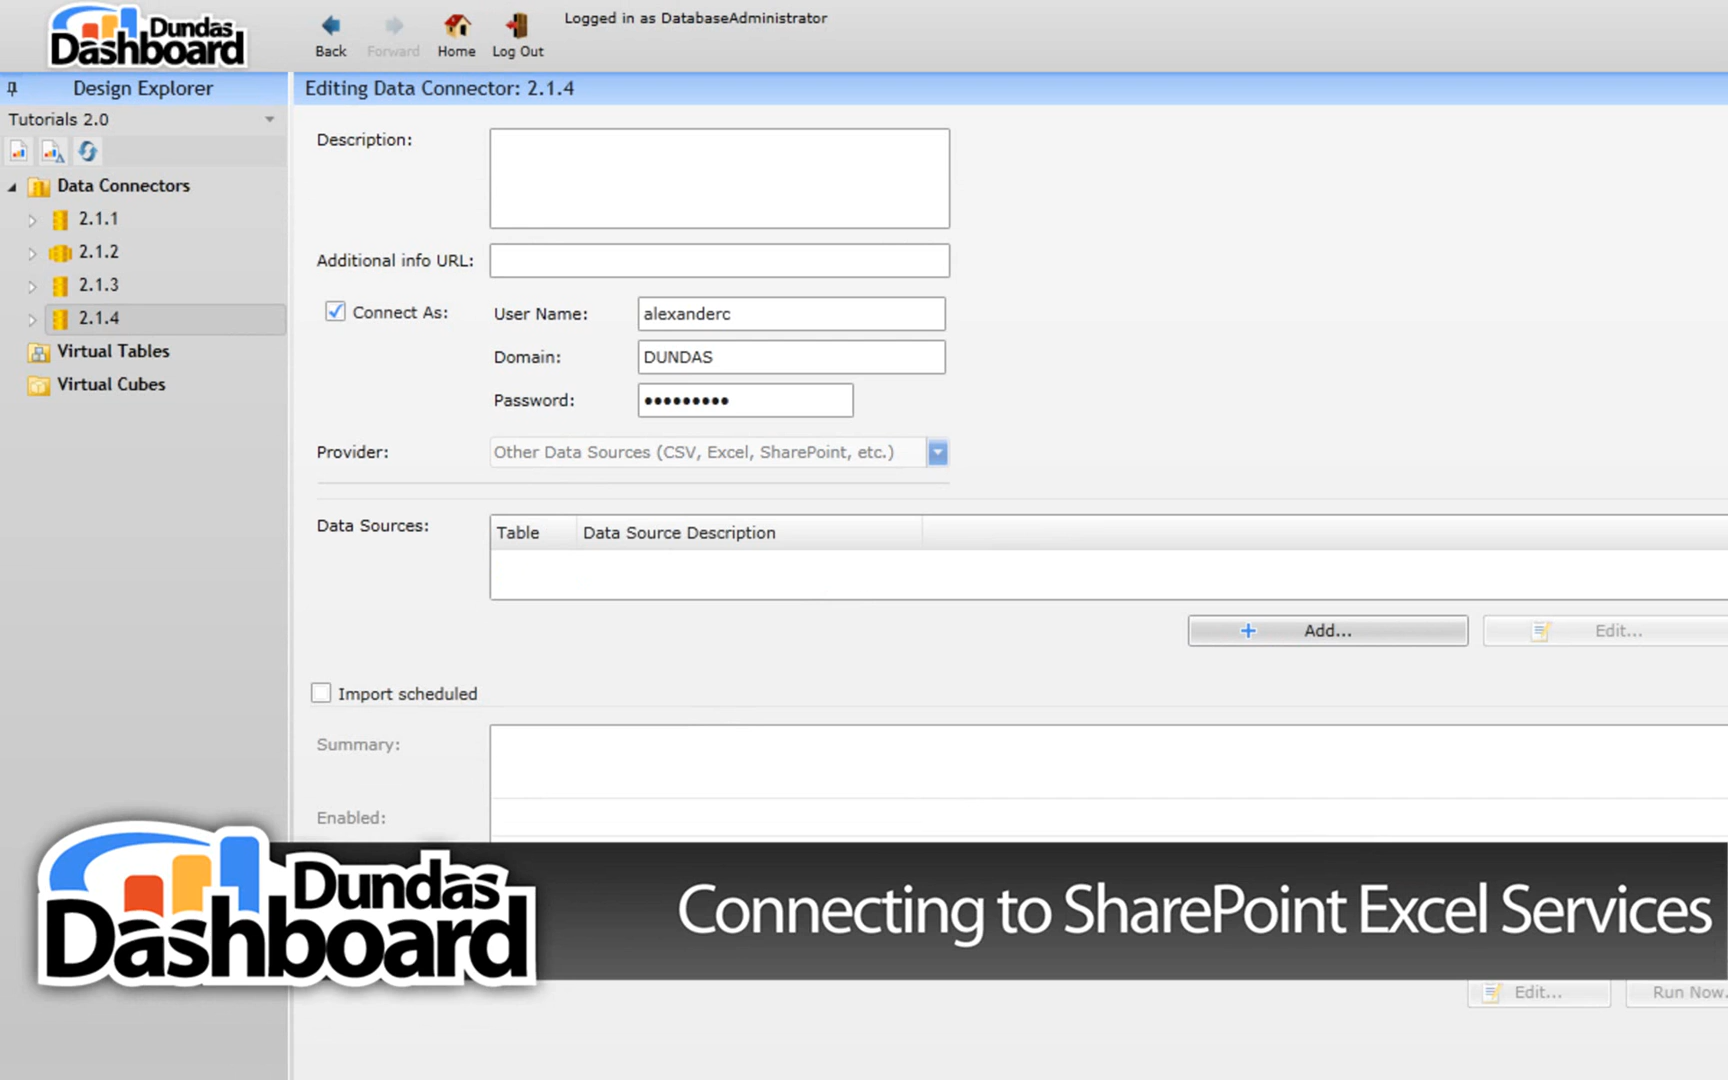 Dundas
Dashboard
Back
Forward
Home
Log Out
Logged in as DatabaseAdministrator
Design Explorer
Editing Data Connector: 2.1.4
Tutorials 2.0
Data Connectors
2.1.1
2.1.2
2.1.3
2.1.4
Virtual Tables
Virtual Cubes
Description:
Additional info URL:
Connect As:
User Name: alexanderc
Domain: DUNDAS
Password: •••••••••
Provider: Other Data Sources (CSV, Excel, SharePoint, etc.)
Data Sources: Table Data Source Description
Add... Edit...
Import scheduled
Summary:
Enabled:
Dundas
Dashboard
Connecting to SharePoint Excel Services
Edit... Run Now.